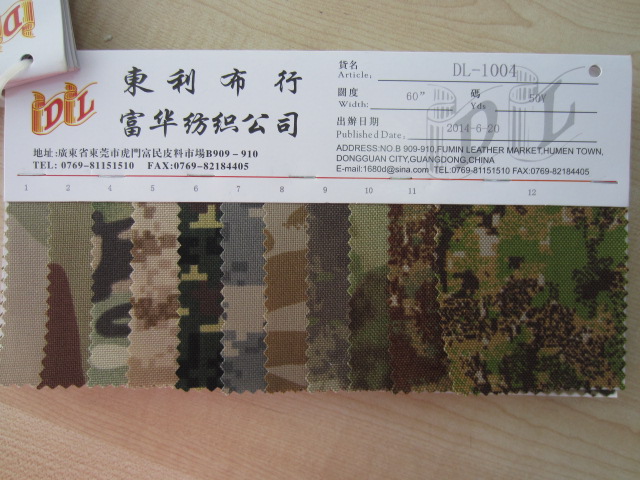 DL
東利布行
富华纺织公司
地址:廣東省東莞市虎門富民皮料市場B909-910
TEL: 0769-81151510 FAX:0769-82184405
貨名
Article: DL-1004
闊度 碼
Width: 60" Yds 50Y
出辦日期
Published Date: 2014-6-20
ADDRESS:NO.B 909-910,FUMIN LEATHER MARKET,HUMEN TOWN,
DONGGUAN CITY,GUANGDONG,CHINA
E-mail:1680d@sina.com TEL:0769-81151510 FAX:0769-82184405
DL
1 2 3 4 5 6 7 8 9 10 11 12